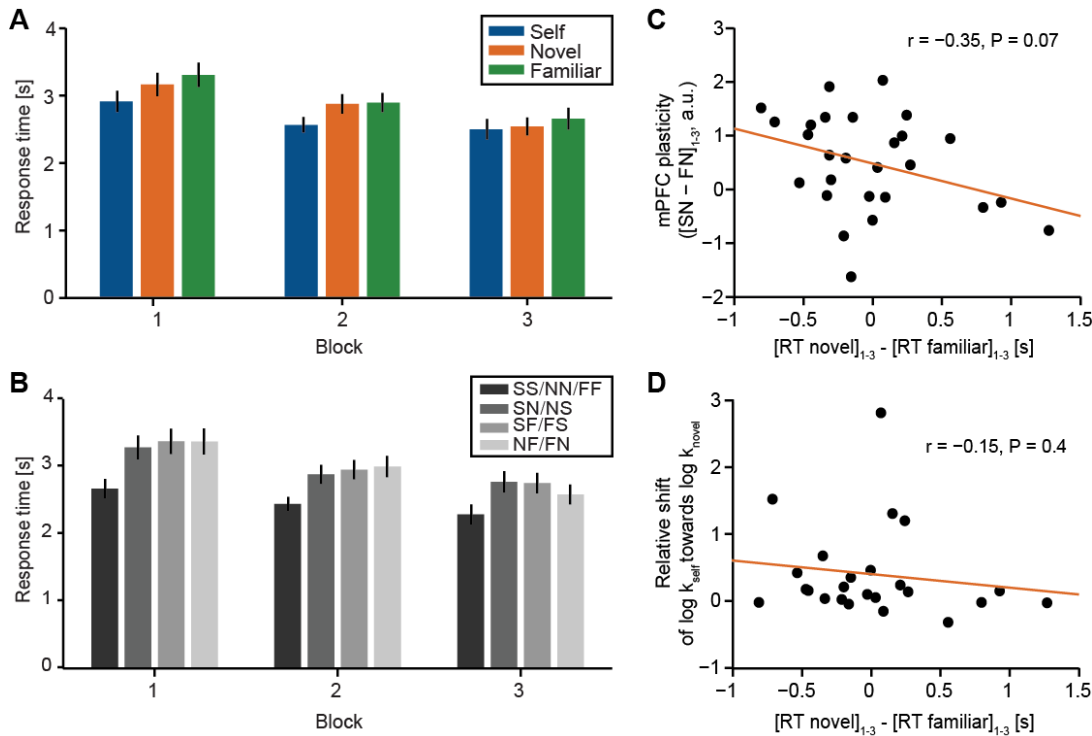 A
Response time [s]
4
3
2
1
0
Self
Novel
Familiar
1 2 3
Block
B
Response time [s]
4
3
2
1
0
SS/NN/FF
SN/NS
SF/FS
NF/FN
1 2 3
Block
C
r = −0.35, P = 0.07
mPFC plasticity
([SN − FN]1-3, a.u.)
3
2
1
0
−1
−2
−1 −0.5 0 0.5 1 1.5
[RT novel]1-3 - [RT familiar]1-3 [s]
D
r = −0.15, P = 0.4
Relative shift
of log kself towards log knovel
3
2
1
0
−1
−1 −0.5 0 0.5 1 1.5
[RT novel]1-3 - [RT familiar]1-3 [s]